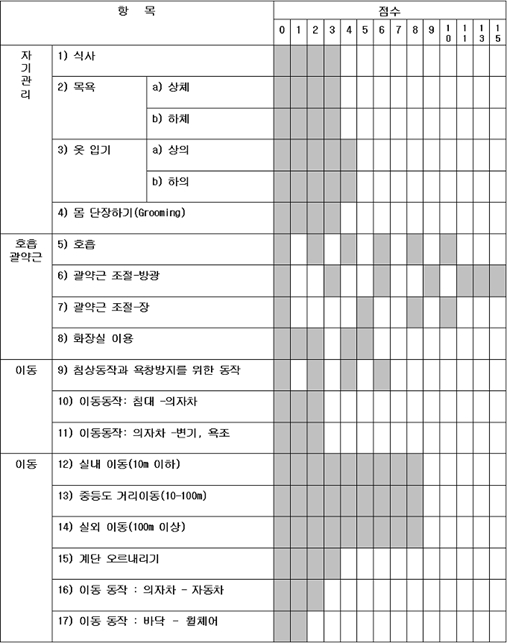 항 목
점수
0 1 2 3 4 5 6 7 8 9 10 11 13 15
자기관리
1) 식사
2) 목욕
a) 상체
b) 하체
3) 옷 입기
a) 상의
b) 하의
4) 몸 단장하기(Grooming)
호흡
괄약근
5) 호흡
6) 괄약근 조절-방광
7) 괄약근 조절-장
8) 화장실 이용
이동
9) 침상동작과 욕창방지를 위한 동작
10) 이동동작: 침대 -의자차
11) 이동동작: 의자차 -변기, 욕조
이동
12) 실내 이동(10m 이하)
13) 중등도 거리이동(10-100m)
14) 실외 이동(100m 이상)
15) 계단 오르내리기
16) 이동 동작 : 의자차 - 자동차
17) 이동 동작 : 바닥 - 휠체어